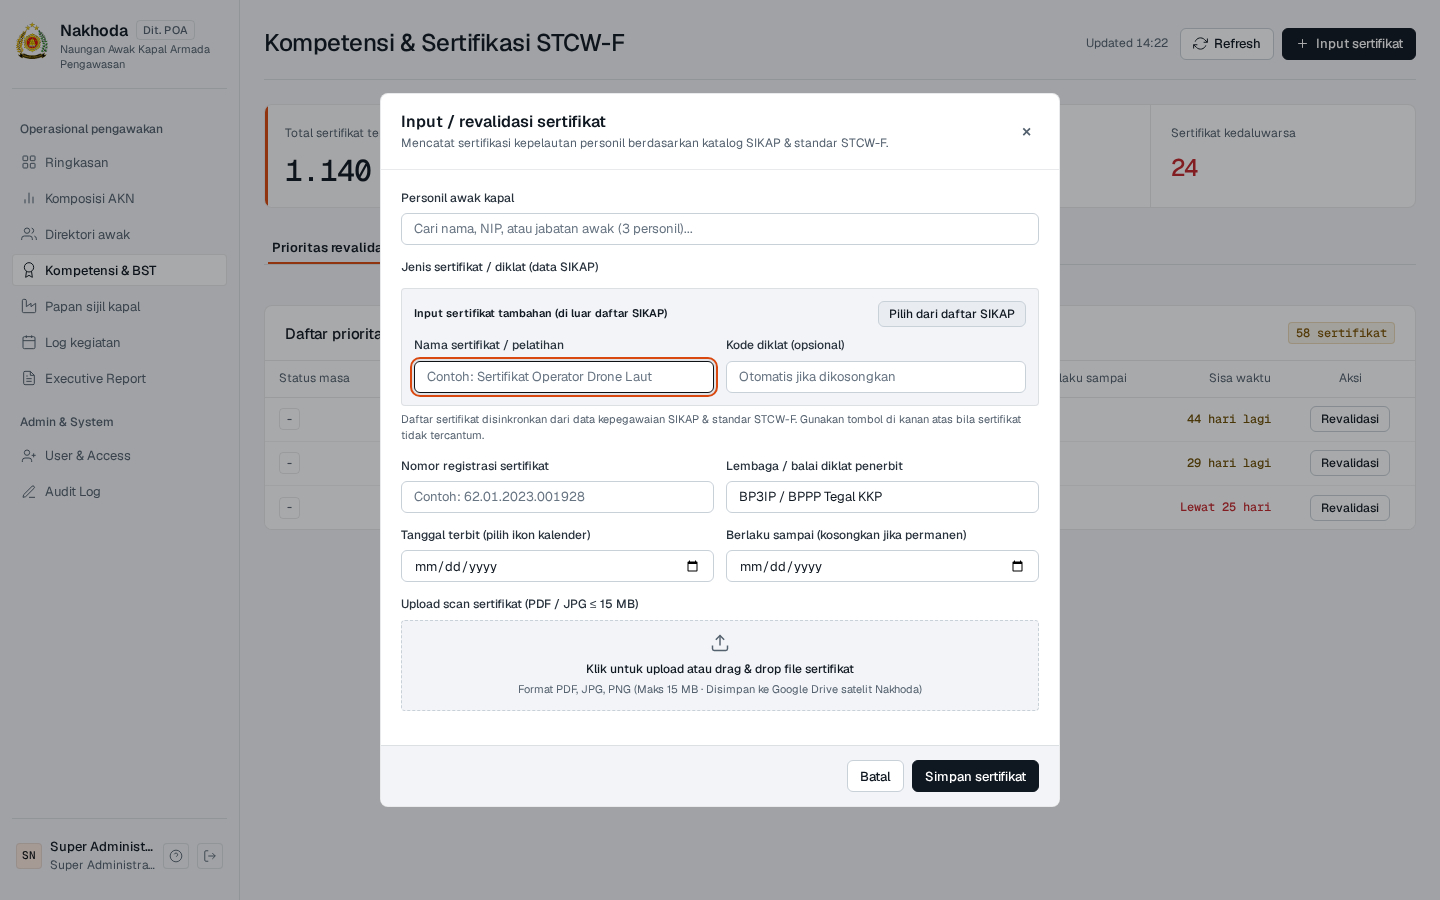 Nakhoda
Dit. POA
Naungan Awak Kapal Armada
Pengawasan
Operasional pengawakan
Ringkasan
Komposisi AKN
Direktori awak
Kompetensi & BST
Papan sijil kapal
Log kegiatan
Executive Report
Admin & System
User & Access
Audit Log
SN
Super Administ...
Super Administra...
Kompetensi & Sertifikasi STCW-F
Updated 14:22
Refresh
+ Input sertifikat
Total sertifikat te
1.140
Sertifikat kedaluwarsa
24
Prioritas revalida
Daftar priorita
58 sertifikat
Status masa
laku sampai
Sisa waktu
Aksi
-
44 hari lagi
Revalidasi
-
29 hari lagi
Revalidasi
-
Lewat 25 hari
Revalidasi
Input / revalidasi sertifikat
Mencatat sertifikasi kepelautan personil berdasarkan katalog SIKAP & standar STCW-F.
×
Personil awak kapal
Cari nama, NIP, atau jabatan awak (3 personil)...
Jenis sertifikat / diklat (data SIKAP)
Input sertifikat tambahan (di luar daftar SIKAP)
Pilih dari daftar SIKAP
Nama sertifikat / pelatihan
Kode diklat (opsional)
Contoh: Sertifikat Operator Drone Laut
Otomatis jika dikosongkan
Daftar sertifikat disinkronkan dari data kepegawaian SIKAP & standar STCW-F. Gunakan tombol di kanan atas bila sertifikat
tidak tercantum.
Nomor registrasi sertifikat
Lembaga / balai diklat penerbit
Contoh: 62.01.2023.001928
BP3IP / BPPP Tegal KKP
Tanggal terbit (pilih ikon kalender)
Berlaku sampai (kosongkan jika permanen)
mm/dd/yyyy
mm/dd/yyyy
Upload scan sertifikat (PDF / JPG ≤ 15 MB)
Klik untuk upload atau drag & drop file sertifikat
Format PDF, JPG, PNG (Maks 15 MB · Disimpan ke Google Drive satelit Nakhoda)
Batal
Simpan sertifikat